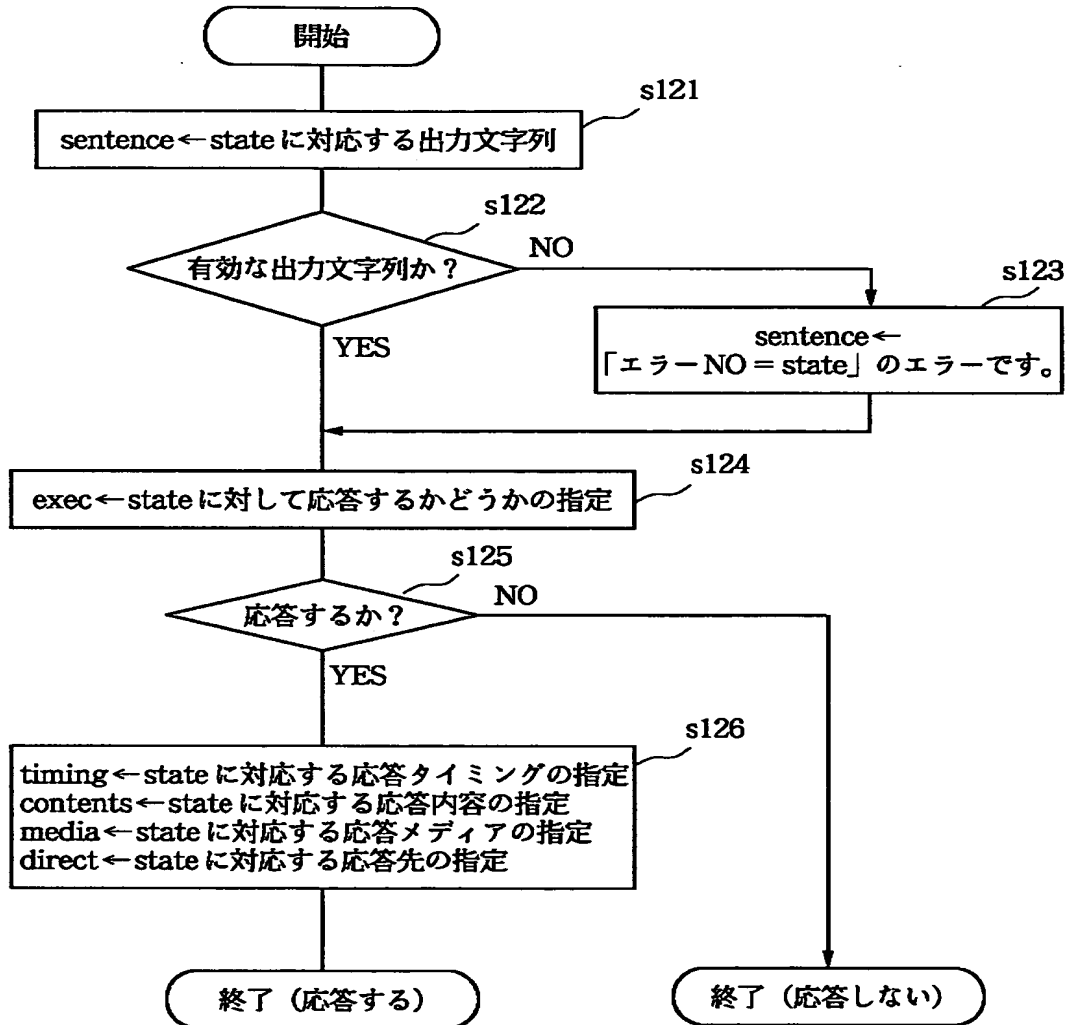 開始
s121
sentence←stateに対応する出力文字列
s122
有効な出力文字列か？
NO
s123
YES
sentence←
「エラーNO＝state」のエラーです。
s124
exec←stateに対して応答するかどうかの指定
s125
応答するか？
NO
YES
s126
timing←stateに対応する応答タイミングの指定
contents←stateに対応する応答内容の指定
media←stateに対応する応答メディアの指定
direct←stateに対応する応答先の指定
終了（応答する）
終了（応答しない）